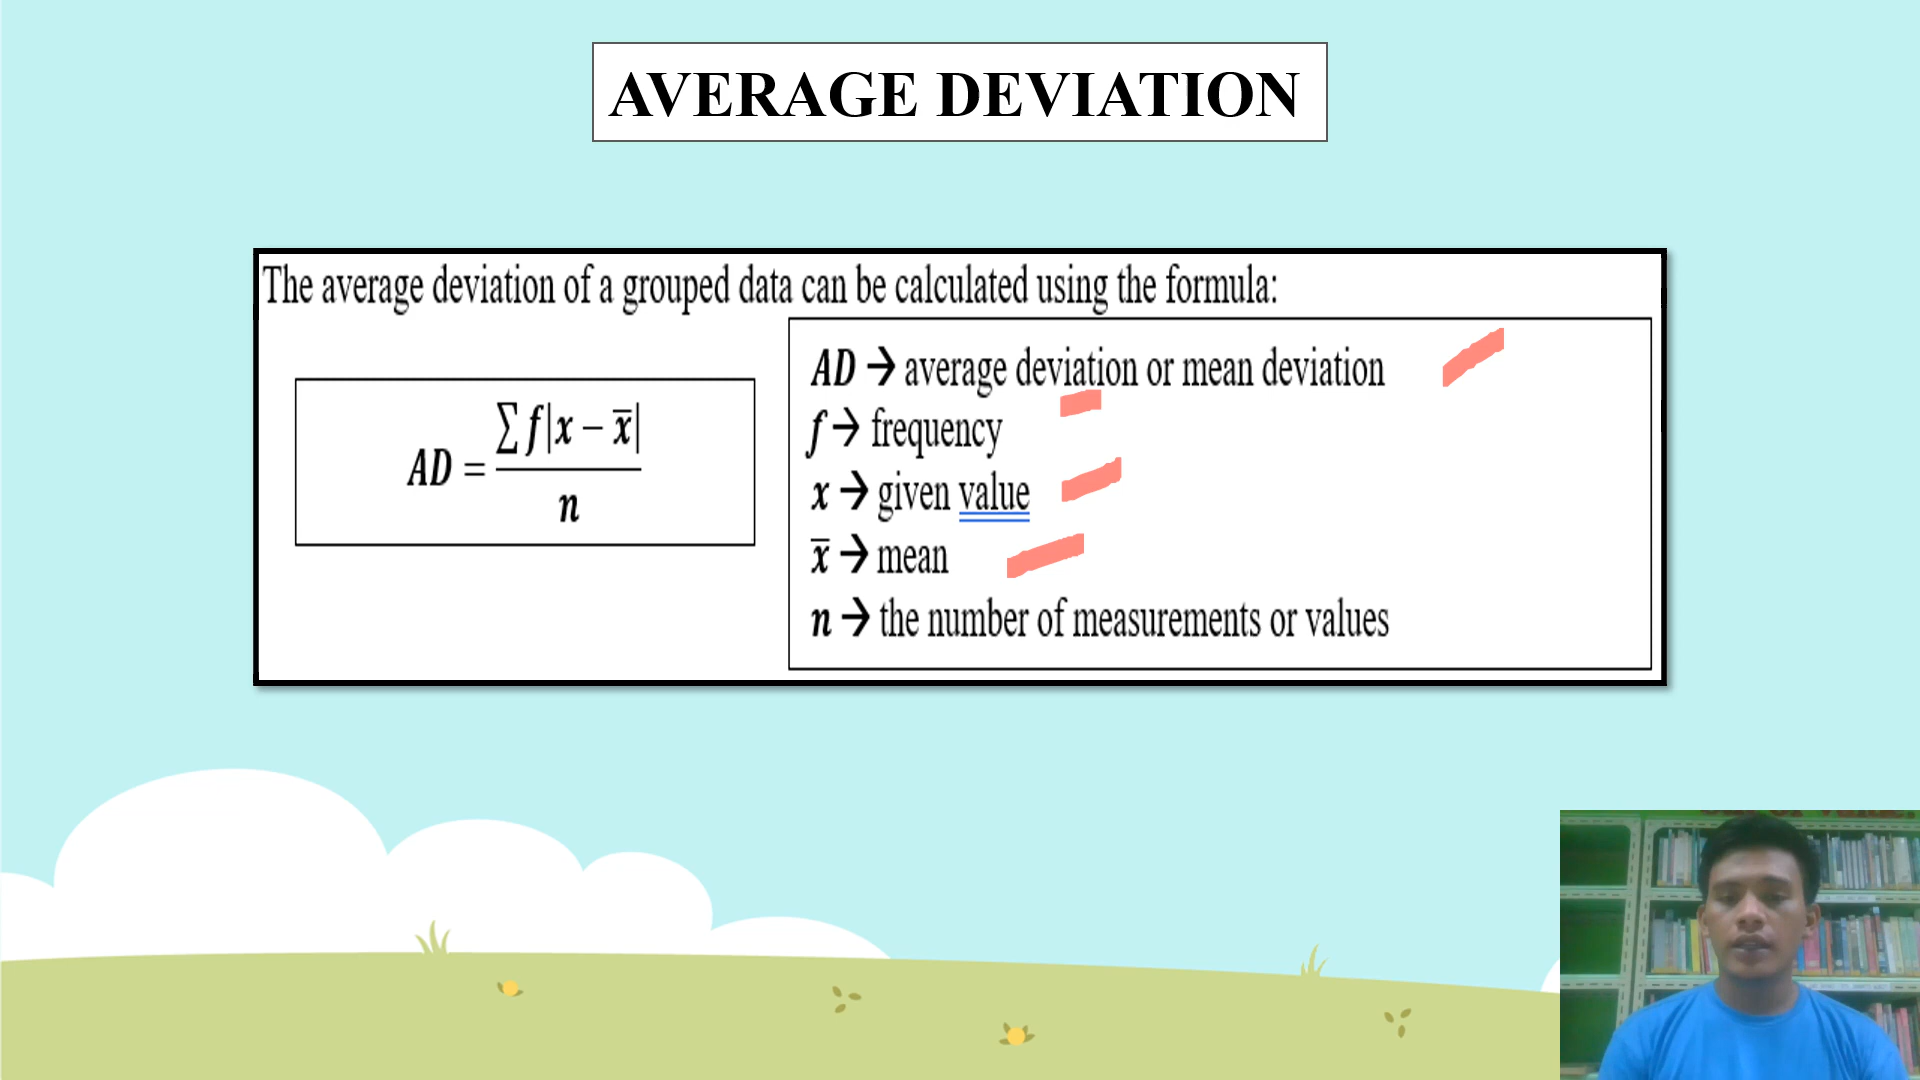 AVERAGE DEVIATION
The average deviation of a grouped data can be calculated using the formula:
AD = ∑f|x − x̅| / n
AD → average deviation or mean deviation
f → frequency
x → given value
x̅ → mean
n → the number of measurements or values